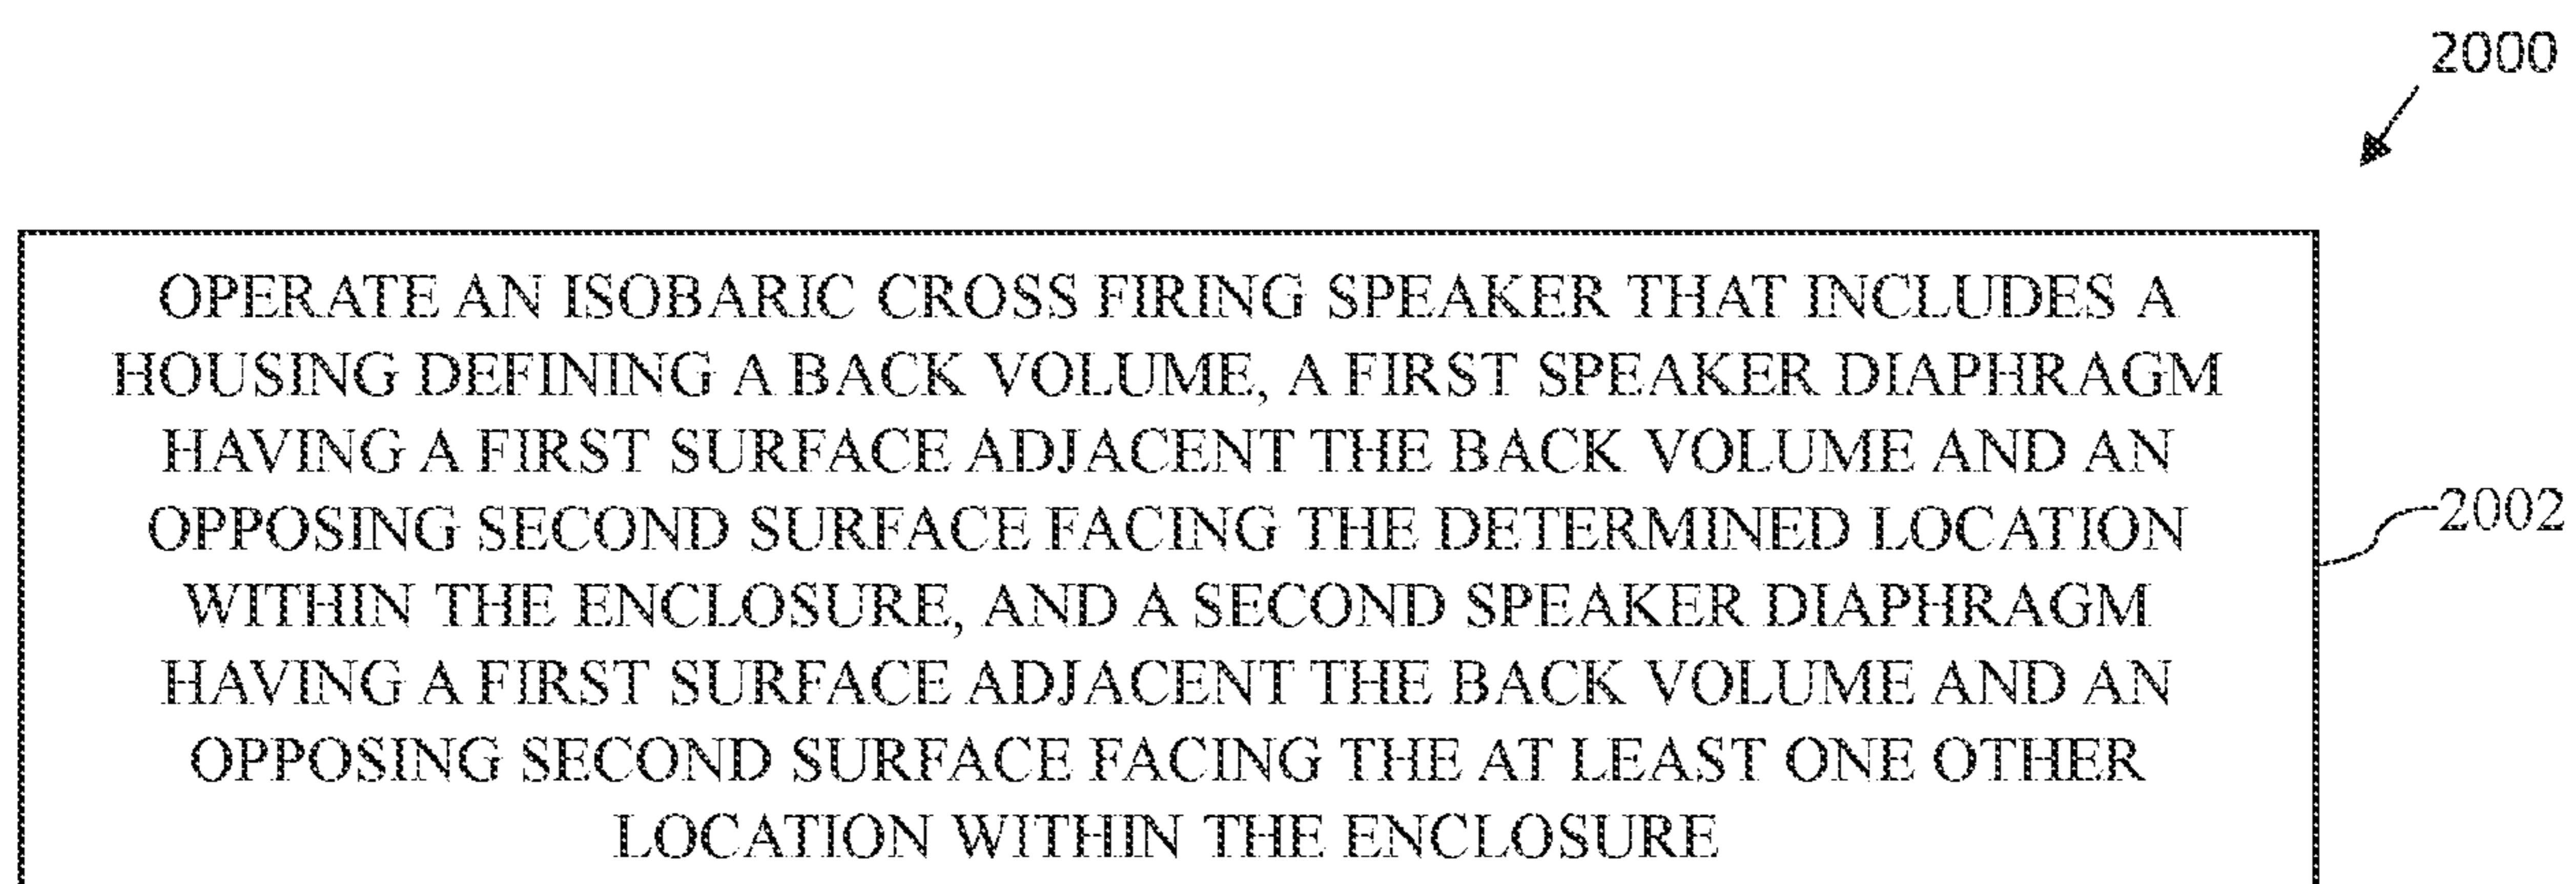 2000
OPERATE AN ISOBARIC CROSS FIRING SPEAKER THAT INCLUDES A
HOUSING DEFINING A BACK VOLUME, A FIRST SPEAKER DIAPHRAGM
HAVING A FIRST SURFACE ADJACENT THE BACK VOLUME AND AN
OPPOSING SECOND SURFACE FACING THE DETERMINED LOCATION
2002
WITHIN THE ENCLOSURE, AND A SECOND SPEAKER DIAPHRAGM
HAVING A FIRST SURFACE ADJACENT THE BACK VOLUME AND AN
OPPOSING SECOND SURFACE FACING THE AT LEAST ONE OTHER
LOCATION WITHIN THE ENCLOSURE